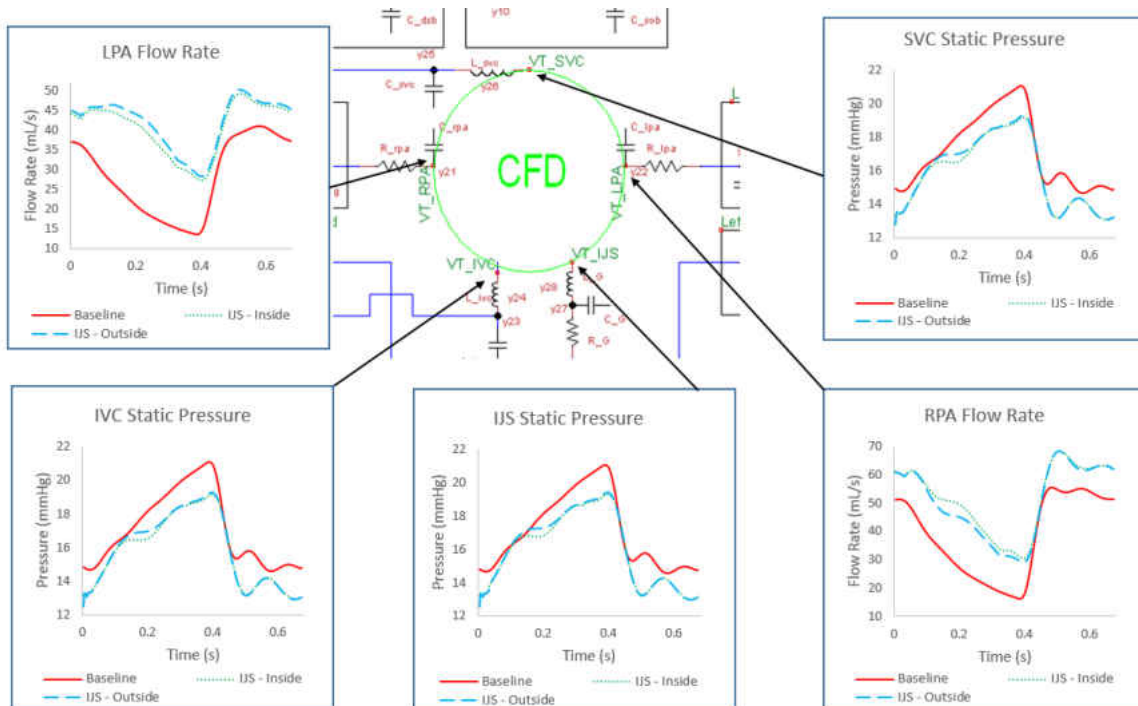 LPA Flow Rate
Flow Rate (mL/s)
50
45
40
35
30
25
20
15
10
0
0.2
0.4
0.6
Time (s)
Baseline
IJS - Inside
IJS - Outside
C_dsb
y10
C_sob
y25
L_svc
VT_SVC
y26
C_svc
C_rpa
C_lpa
R_rpa
R_lpa
y21
y22
CFD
VT_RPA
VT_LPA
VT_IVC
VT_IJS
y24
y28
y23
y27
C_G
R_G
Lef
SVC Static Pressure
Pressure (mmHg)
22
20
18
16
14
12
0
0.2
0.4
0.6
Time (s)
Baseline
IJS - Inside
IJS - Outside
IVC Static Pressure
Pressure (mmHg)
22
20
18
16
14
12
0
0.2
0.4
0.6
Time (s)
Baseline
IJS - Inside
IJS - Outside
IJS Static Pressure
Pressure (mmHg)
22
20
18
16
14
12
0
0.2
0.4
0.6
Time (s)
Baseline
IJS - Inside
IJS - Outside
RPA Flow Rate
Flow Rate (mL/s)
70
60
50
40
30
20
10
0
0.2
0.4
0.6
Time (s)
Baseline
IJS - Inside
IJS - Outside